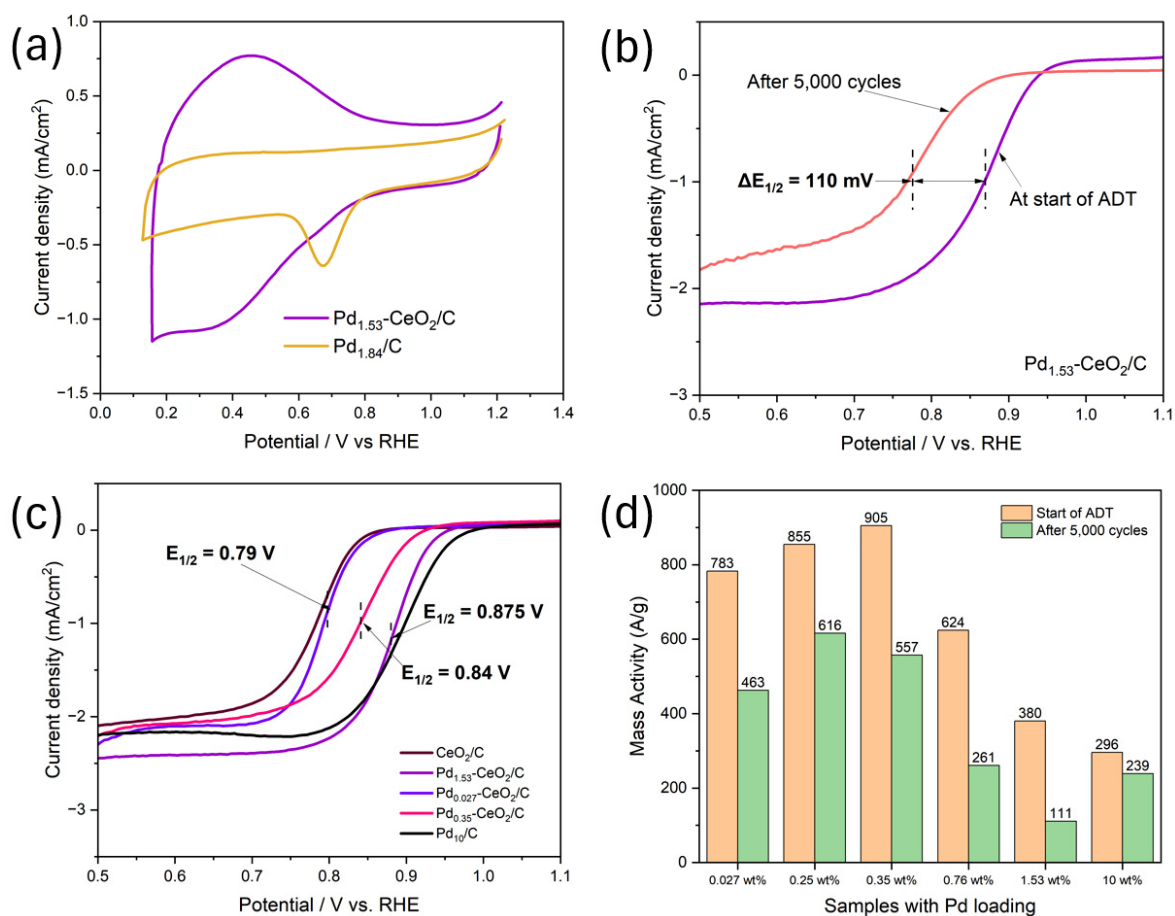 (a)
1.0
0.5
0.0
−0.5
−1.0
−1.5
Current density (mA/cm²)
Pd₁.₅₃-CeO₂/C
Pd₁.₈₄/C
0.0 0.2 0.4 0.6 0.8 1.0 1.2 1.4
Potential / V vs RHE
(b)
0
−1
−2
−3
Current density (mA/cm²)
After 5,000 cycles
ΔE₁/₂ = 110 mV
At start of ADT
Pd₁.₅₃-CeO₂/C
0.5 0.6 0.7 0.8 0.9 1.0 1.1
Potential / V vs. RHE
(c)
1
0
−1
−2
−3
Current density (mA/cm²)
E₁/₂ = 0.79 V
E₁/₂ = 0.875 V
E₁/₂ = 0.84 V
CeO₂/C
Pd₁.₅₃-CeO₂/C
Pd₀.₀₂₇-CeO₂/C
Pd₀.₃₅-CeO₂/C
Pd₁₀/C
0.5 0.6 0.7 0.8 0.9 1.0 1.1
Potential / V vs. RHE
(d)
1000
800
600
400
200
0
Mass Activity (A/g)
Start of ADT
After 5,000 cycles
783 463 855 616 905 557 624 261 380 111 296 239
0.027 wt% 0.25 wt% 0.35 wt% 0.76 wt% 1.53 wt% 10 wt%
Samples with Pd loading